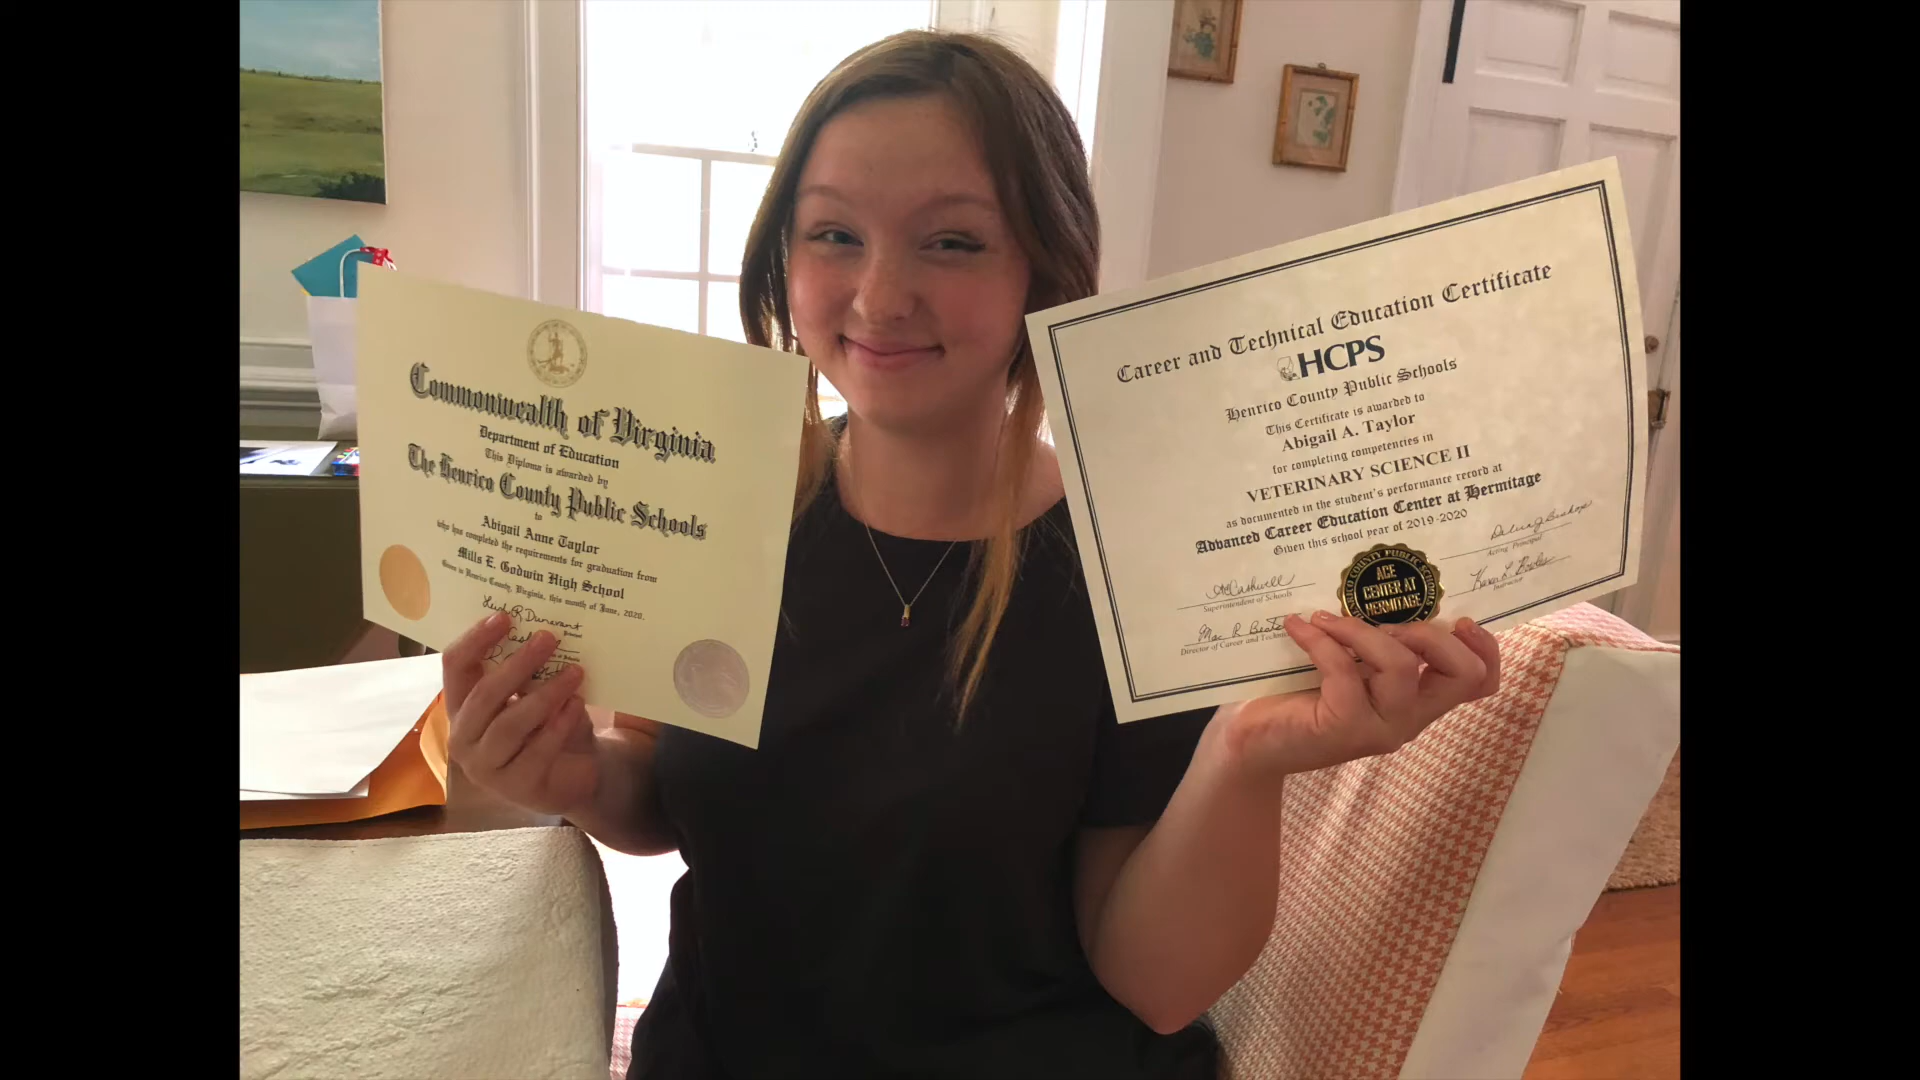 Commonwealth of Virginia
Department of Education
This Diploma is awarded by
The Henrico County Public Schools
to
Abigail Anne Taylor
who has completed the requirements for graduation from
Mills E. Godwin High School
Given in Henrico County, Virginia, this month of June, 2020.
Principal
Career and Technical Education Certificate
HCPS
Henrico County Public Schools
This Certificate is awarded to
Abigail A. Taylor
for completing competencies in
VETERINARY SCIENCE II
as documented in the student's performance record at
Advanced Career Education Center at Hermitage
Given this school year of 2019-2020
Acting Principal
Superintendent of Schools
Instructor
Director of Career and
HENRICO COUNTY PUBLIC SCHOOLS
ACE
CENTER AT
HERMITAGE